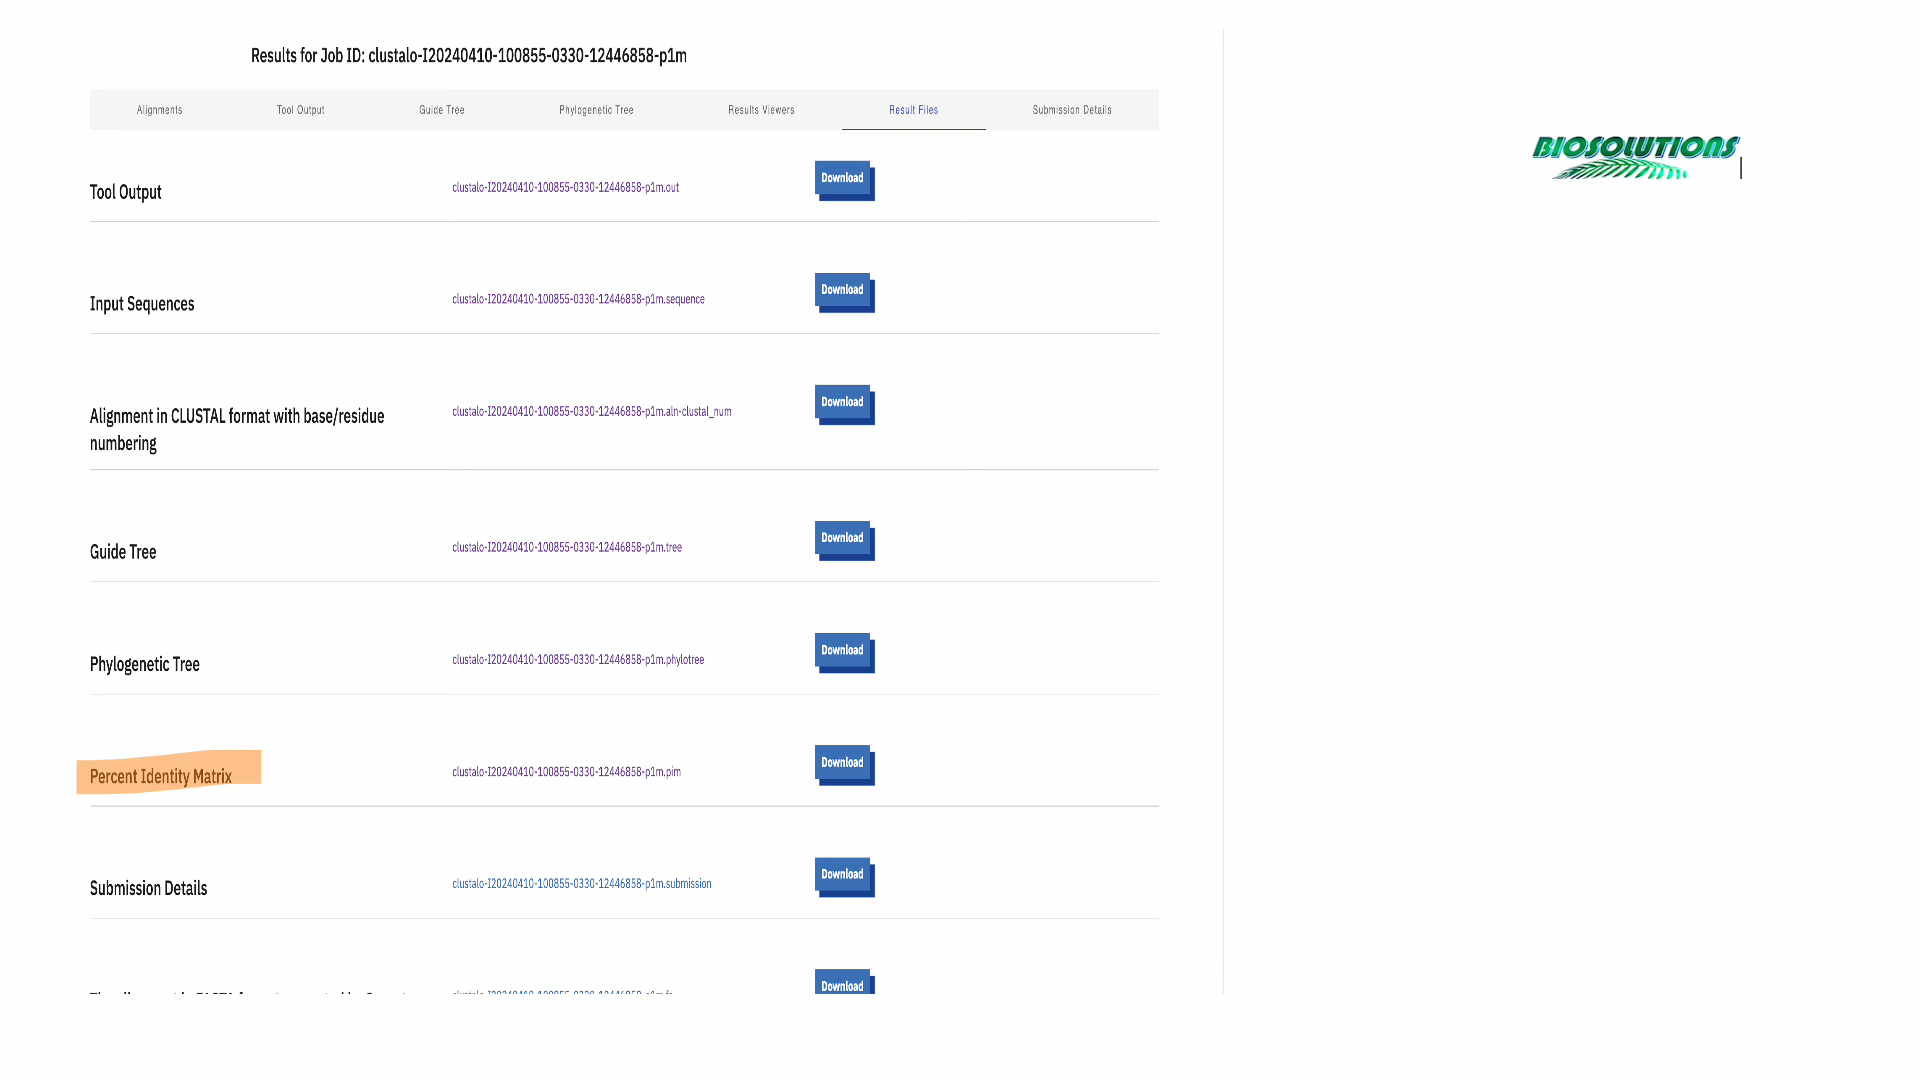 Results for Job ID: clustalo-I20240410-100855-0330-12446858-p1m
Alignments Tool Output Guide Tree Phylogenetic Tree Results Viewers Result Files Submission Details
BIOSOLUTIONS
Tool Output clustalo-I20240410-100855-0330-12446858-p1m.out Download
Input Sequences clustalo-I20240410-100855-0330-12446858-p1m.sequence Download
Alignment in CLUSTAL format with base/residue clustalo-I20240410-100855-0330-12446858-p1m.aln-clustal_num Download
numbering
Guide Tree clustalo-I20240410-100855-0330-12446858-p1m.tree Download
Phylogenetic Tree clustalo-I20240410-100855-0330-12446858-p1m.phylotree Download
Percent Identity Matrix clustalo-I20240410-100855-0330-12446858-p1m.pim Download
Submission Details clustalo-I20240410-100855-0330-12446858-p1m.submission Download
Download